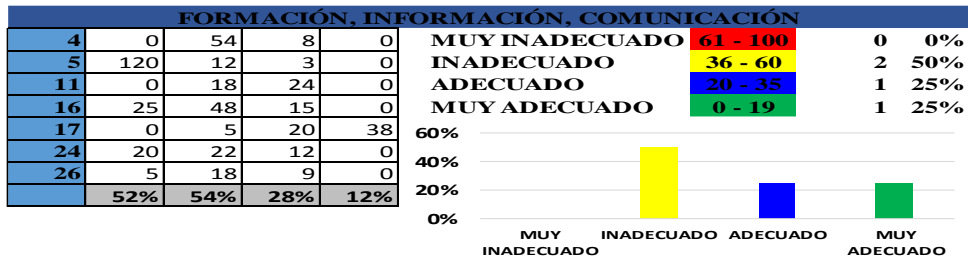 FORMACIÓN, INFORMACIÓN, COMUNICACIÓN
4 0 54 8 0
5 120 12 3 0
11 0 18 24 0
16 25 48 15 0
17 0 5 20 38
24 20 22 12 0
26 5 18 9 0
52% 54% 28% 12%
MUY INADECUADO 61 - 100 0 0%
INADECUADO 36 - 60 2 50%
ADECUADO 20 - 35 1 25%
MUY ADECUADO 0 - 19 1 25%
60%
40%
20%
0%
MUY INADECUADO ADECUADO MUY
INADECUADO ADECUADO